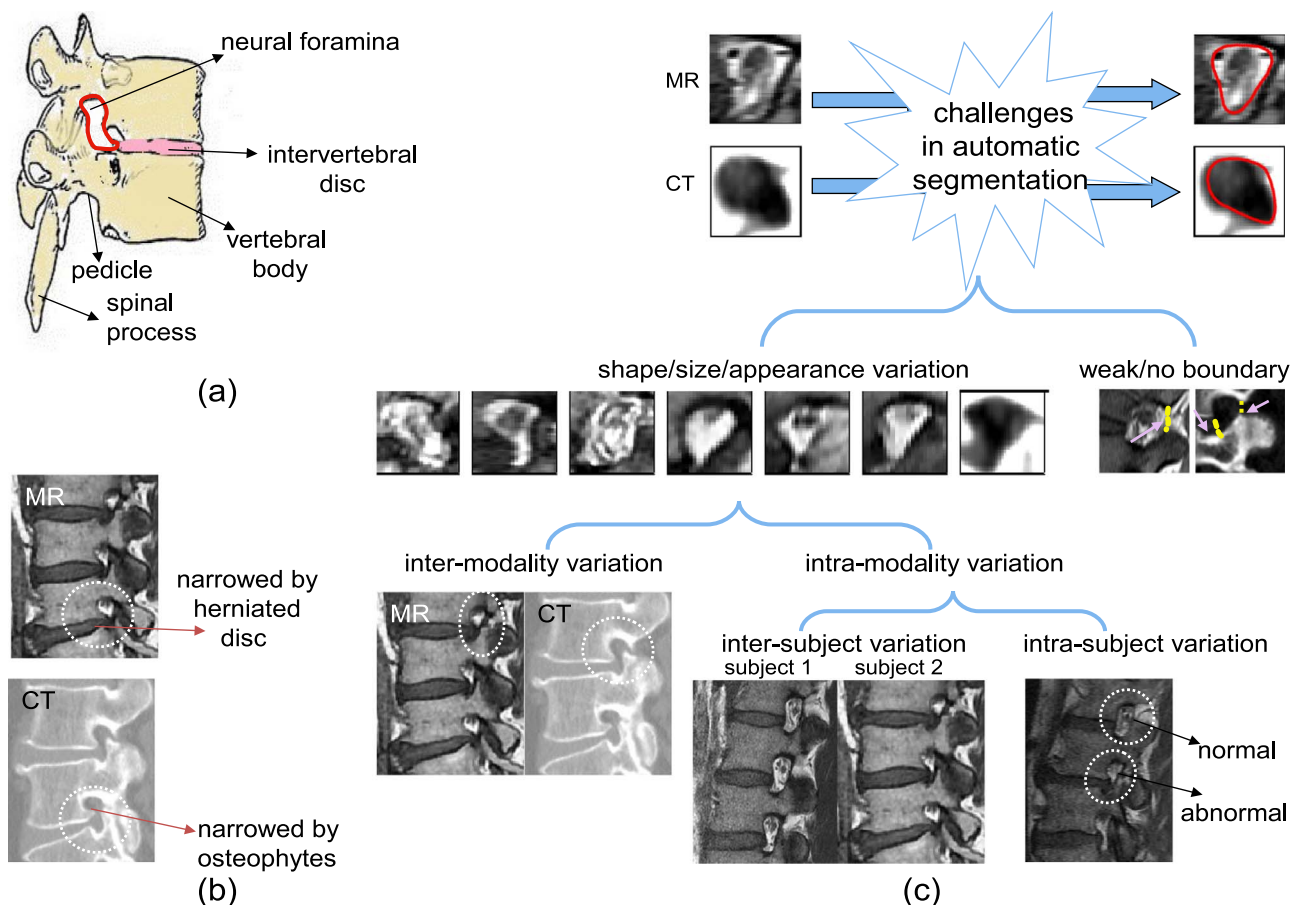 neural foramina
intervertebral
disc
vertebral
body
pedicle
spinal
process
(a)
MR
narrowed by
herniated
disc
CT
narrowed by
osteophytes
(b)
MR
CT
challenges
in automatic
segmentation
shape/size/appearance variation
weak/no boundary
inter-modality variation
intra-modality variation
MR
CT
inter-subject variation
subject 1
subject 2
intra-subject variation
normal
abnormal
(c)